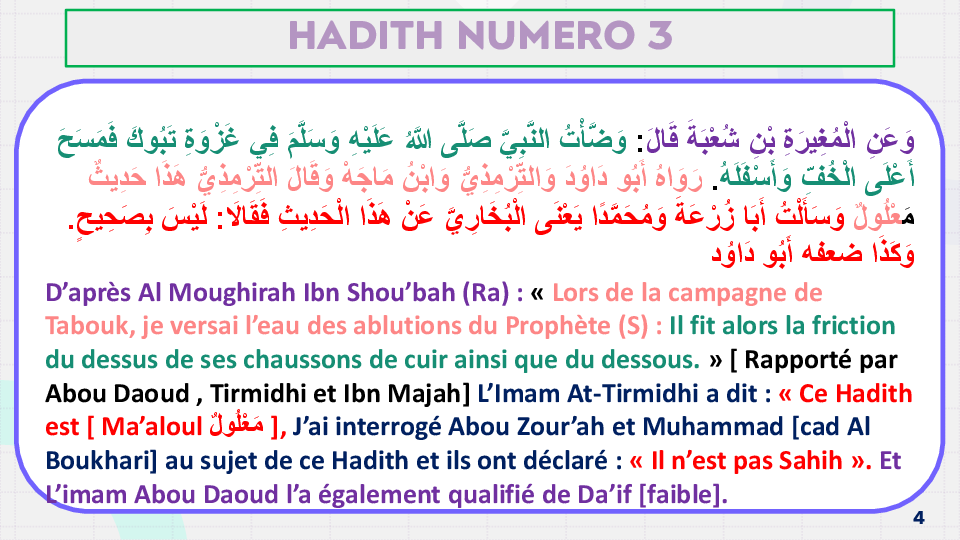 HADITH NUMERO 3
وَعَنِ الْمُغِيرَةِ بْنِ شُعْبَةَ قَالَ: وَضَّأْتُ النَّبِيَّ صَلَّى اللَّهُ عَلَيْهِ وَسَلَّمَ فِي غَزْوَةِ تَبُوكَ فَمَسَحَ
أَعْلَى الْخُفِّ وَأَسْفَلَهُ. رَوَاهُ أَبُو دَاوُدَ وَالتِّرْمِذِيُّ وَابْنُ مَاجَهْ وَقَالَ التِّرْمِذِيُّ هَذَا حَدِيثٌ
مَعْلُولٌ وَسَأَلْتُ أَبَا زُرْعَةَ وَمُحَمَّدًا يَعْنَى الْبُخَارِيَّ عَنْ هَذَا الْحَدِيثِ فَقَالَا: لَيْسَ بِصَحِيحٍ.
وَكَذَا ضعفه أَبُو دَاوُد
D’après Al Moughirah Ibn Shou’bah (Ra) : « Lors de la campagne de
Tabouk, je versai l’eau des ablutions du Prophète (S) : Il fit alors la friction
du dessus de ses chaussons de cuir ainsi que du dessous. » [ Rapporté par
Abou Daoud , Tirmidhi et Ibn Majah] L’Imam At-Tirmidhi a dit : « Ce Hadith
est [ Ma’aloul مَعْلُولٌ ], J’ai interrogé Abou Zour’ah et Muhammad [cad Al
Boukhari] au sujet de ce Hadith et ils ont déclaré : « Il n’est pas Sahih ». Et
L’imam Abou Daoud l’a également qualifié de Da’if [faible].
4